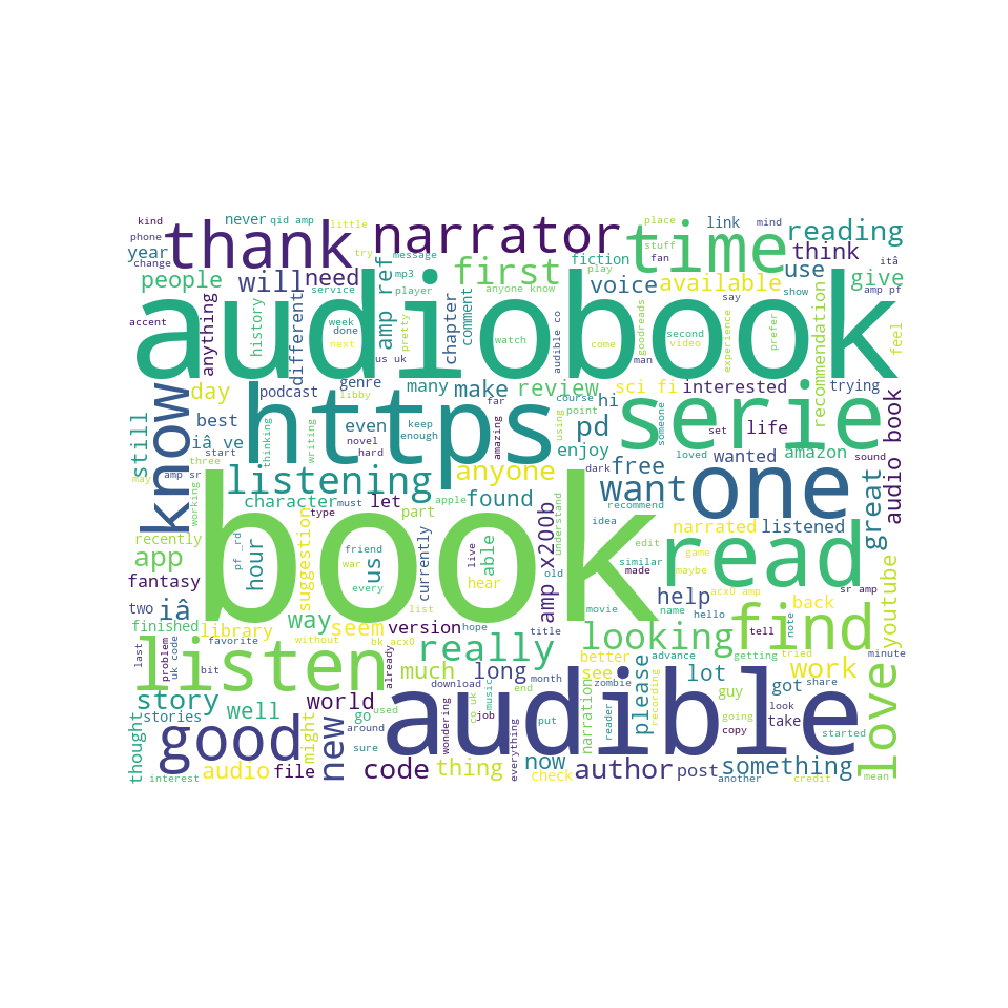 kind
never
qid amp
little
place
link
mind
phone
thank
narrator
time
reading
year
try
message
stuff
fan
fiction
think
itâ
change
people
will
need
amp ref
first
voice
available
use
give
amp pf
service
mp3
play
anyone know
show
audiobook
accent
anything
history
different
week
done
next
player
pretty
us uk
chapter
comment
watch
audible co
come
say
man
goodreads
second
video
experience
prefer
recommendation
feel
know
day
podcast
genre
libby
many
make
review
course
hi
sci fi
interested
trying
still
best
https
even
keep
enough
far
point
amazing
using
someone
serie
set
life
amazon
iâ ve
start
three
thinking
writing
novel
hard
pd
loved
wanted
sound
enjoy
dark
may
amp sr
working
listening
anyone
free
want
one
great
audio book
character
must
let
found
recommend
type
apple
part
idea
narrated
listened
recently
app
hour
pf _rd
suggestion
book
friend
war
every
us
currently
able
live
hear
amp x200b
understand
edit
similar
made
game
maybe
read
sr amp
youtube
fantasy
old
help
acx0 amp
back
two
iâ
list
movie
name
hello
note
finished
library
way
seem
version
hope
title
looking
tell
find
favorite
without
bk acx0
really
minute
last
problem
uk code
bit
listen
already
much
long
better
see
advance
getting
tried
work
love
zombie
lot
please
story
world
download
end
month
audible
guy
got
share
stories
well
used
co uk
music
job
put
reader
recording
going
take
look
thought
good
might
new
go
around
wondering
everything
narration
copy
started
sure
now
something
interest
audio
file
code
thing
check
author
post
another
credit
mean